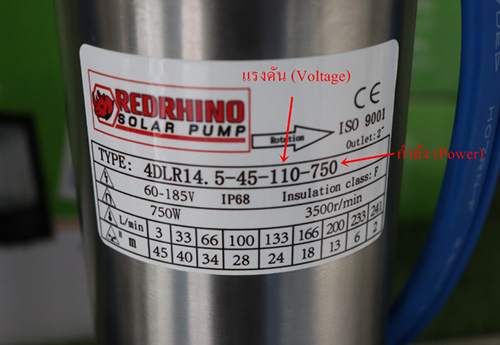 แรงดัน (Voltage)
REDRHINO
SOLAR PUMP
CE
ISO 9001
Rotation
Outlet:2"
TYPE: 4DLR14.5-45-110-750
กำลัง (Power)
60-185V IP68 Insulation class:F
750W 3500r/min
L/min 3 33 66 100 133 166 200 233 241
H m 45 40 34 28 24 18 13 6 2